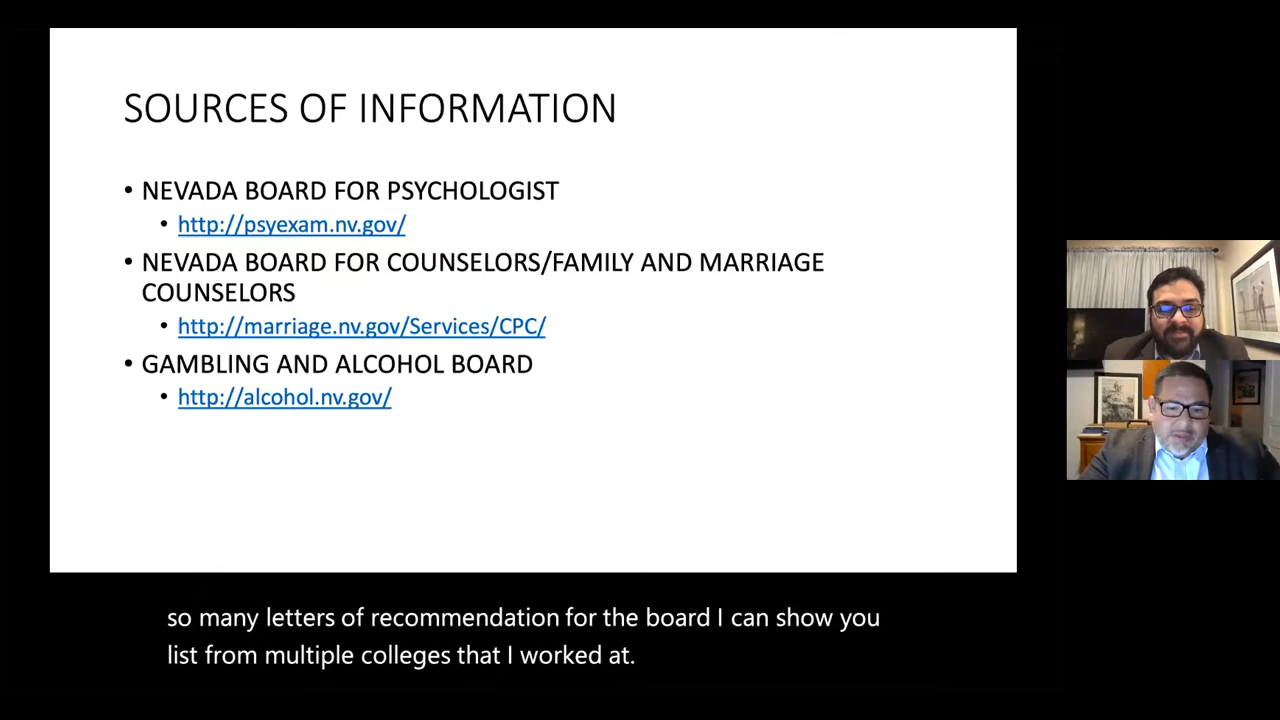 SOURCES OF INFORMATION
• NEVADA BOARD FOR PSYCHOLOGIST
• http://psyexam.nv.gov/
• NEVADA BOARD FOR COUNSELORS/FAMILY AND MARRIAGE
COUNSELORS
• http://marriage.nv.gov/Services/CPC/
• GAMBLING AND ALCOHOL BOARD
• http://alcohol.nv.gov/
so many letters of recommendation for the board I can show you
list from multiple colleges that I worked at.